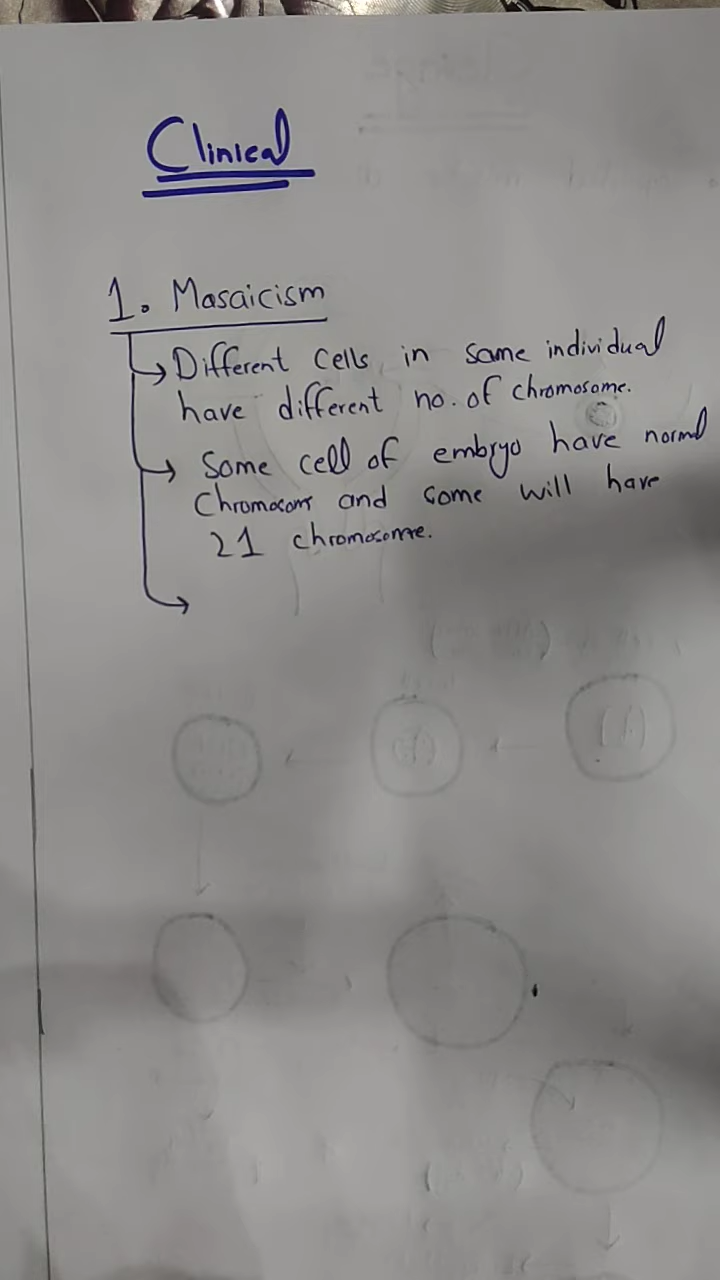 Clinical
1. Masaicism
Different cells in same individual
have different no. of chromosome.
Some cell of embryo have normal
Chromosom and some will have
21 chromosome.